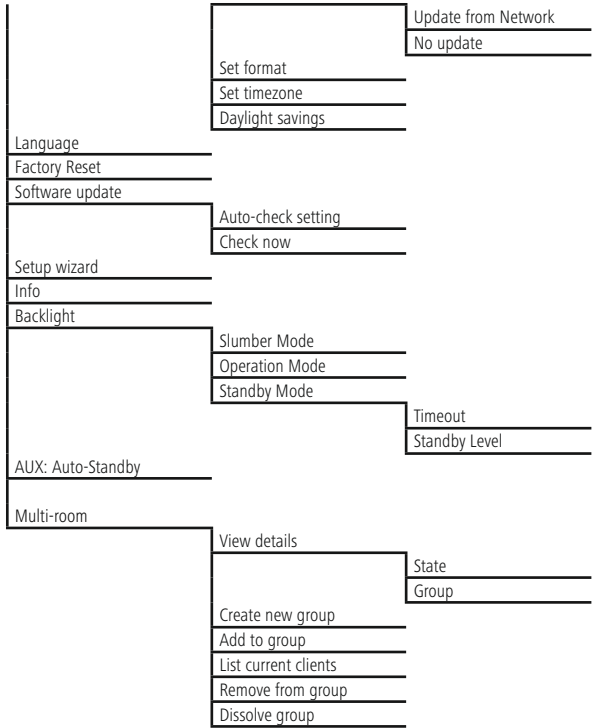 Update from Network
No update
Set format
Set timezone
Daylight savings
Language
Factory Reset
Software update
Auto-check setting
Check now
Setup wizard
Info
Backlight
Slumber Mode
Operation Mode
Standby Mode
Timeout
Standby Level
AUX: Auto-Standby
Multi-room
View details
State
Group
Create new group
Add to group
List current clients
Remove from group
Dissolve group